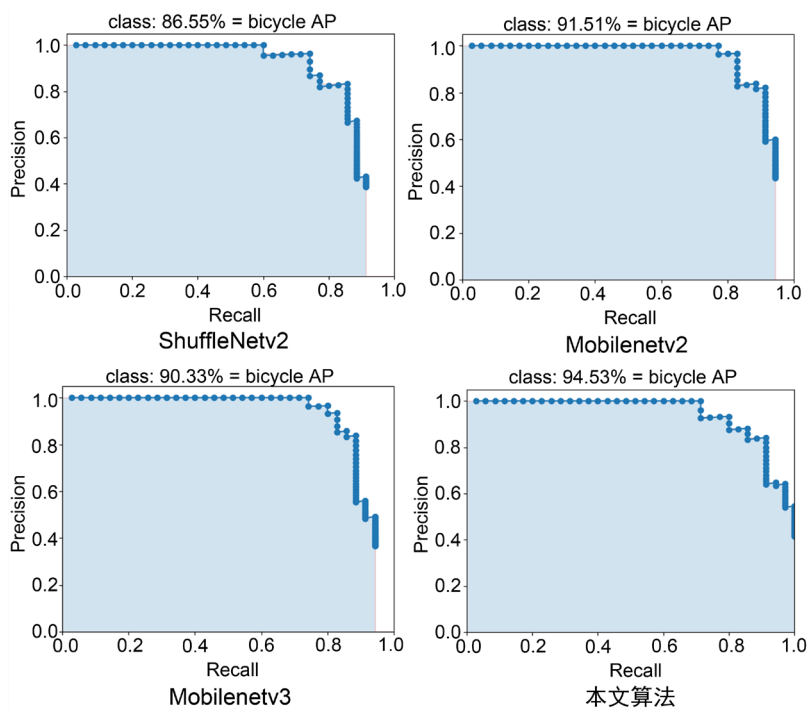 class: 86.55% = bicycle AP
1.0
0.8
0.6
0.4
0.2
0.0
Precision
0.0 0.2 0.4 0.6 0.8 1.0
Recall
ShuffleNetv2
class: 91.51% = bicycle AP
1.0
0.8
0.6
0.4
0.2
0.0
Precision
0.0 0.2 0.4 0.6 0.8 1.0
Recall
Mobilenetv2
class: 90.33% = bicycle AP
1.0
0.8
0.6
0.4
0.2
0.0
Precision
0.0 0.2 0.4 0.6 0.8 1.0
Recall
Mobilenetv3
class: 94.53% = bicycle AP
1.0
0.8
0.6
0.4
0.2
0.0
Precision
0.0 0.2 0.4 0.6 0.8 1.0
Recall
本文算法